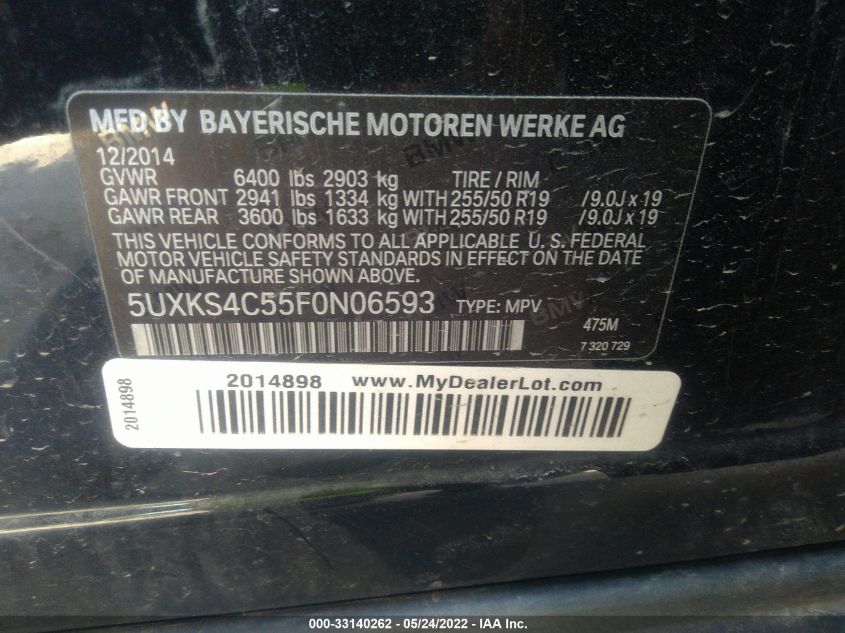 MFD BY BAYERISCHE MOTOREN WERKE AG
12/2014
GVWR 6400 lbs 2903 kg TIRE / RIM
GAWR FRONT 2941 lbs 1334 kg WITH 255/50 R19 /9.0J x 19
GAWR REAR 3600 lbs 1633 kg WITH 255/50 R19 /9.0J x 19
THIS VEHICLE CONFORMS TO ALL APPLICABLE U. S. FEDERAL
MOTOR VEHICLE SAFETY STANDARDS IN EFFECT ON THE DATE
OF MANUFACTURE SHOWN ABOVE.
5UXKS4C55F0N06593 TYPE: MPV
475M
7 320 729
2014898 www.MyDealerLot.com
2014898
000-33140262 - 05/24/2022 - IAA Inc.